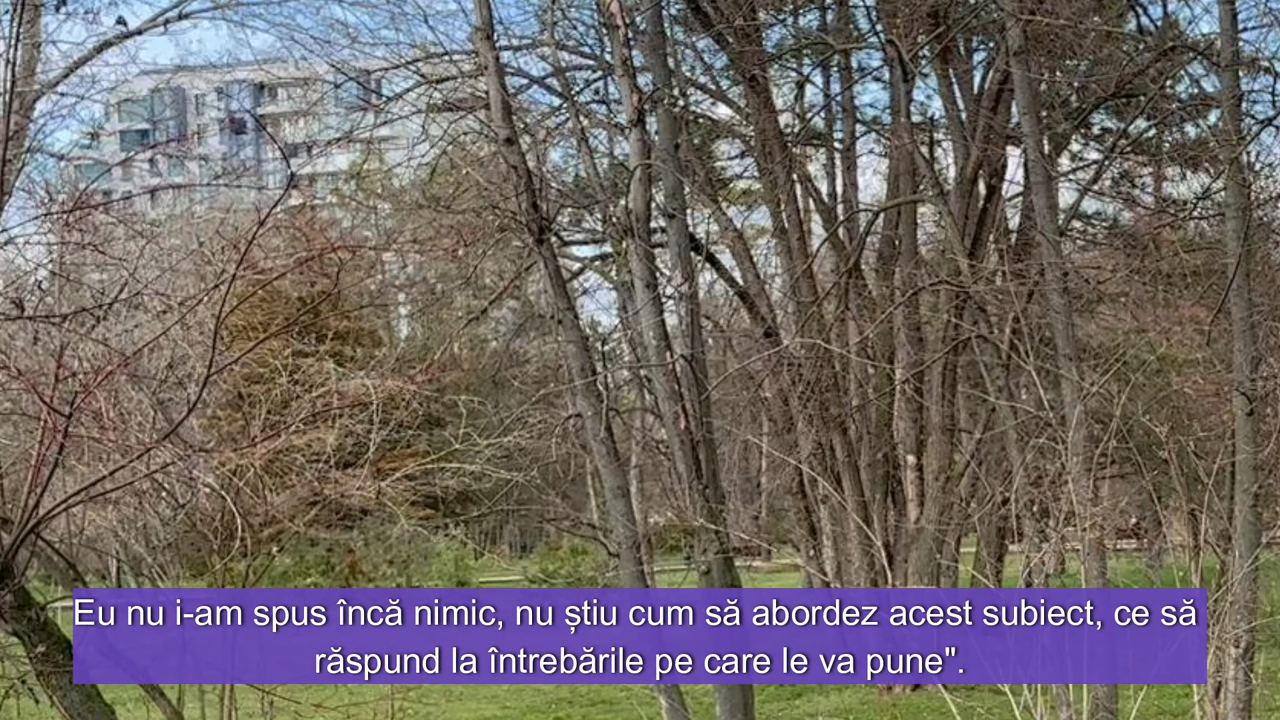 Eu nu i-am spus încă nimic, nu știu cum să abordez acest subiect, ce să
răspund la întrebările pe care le va pune".